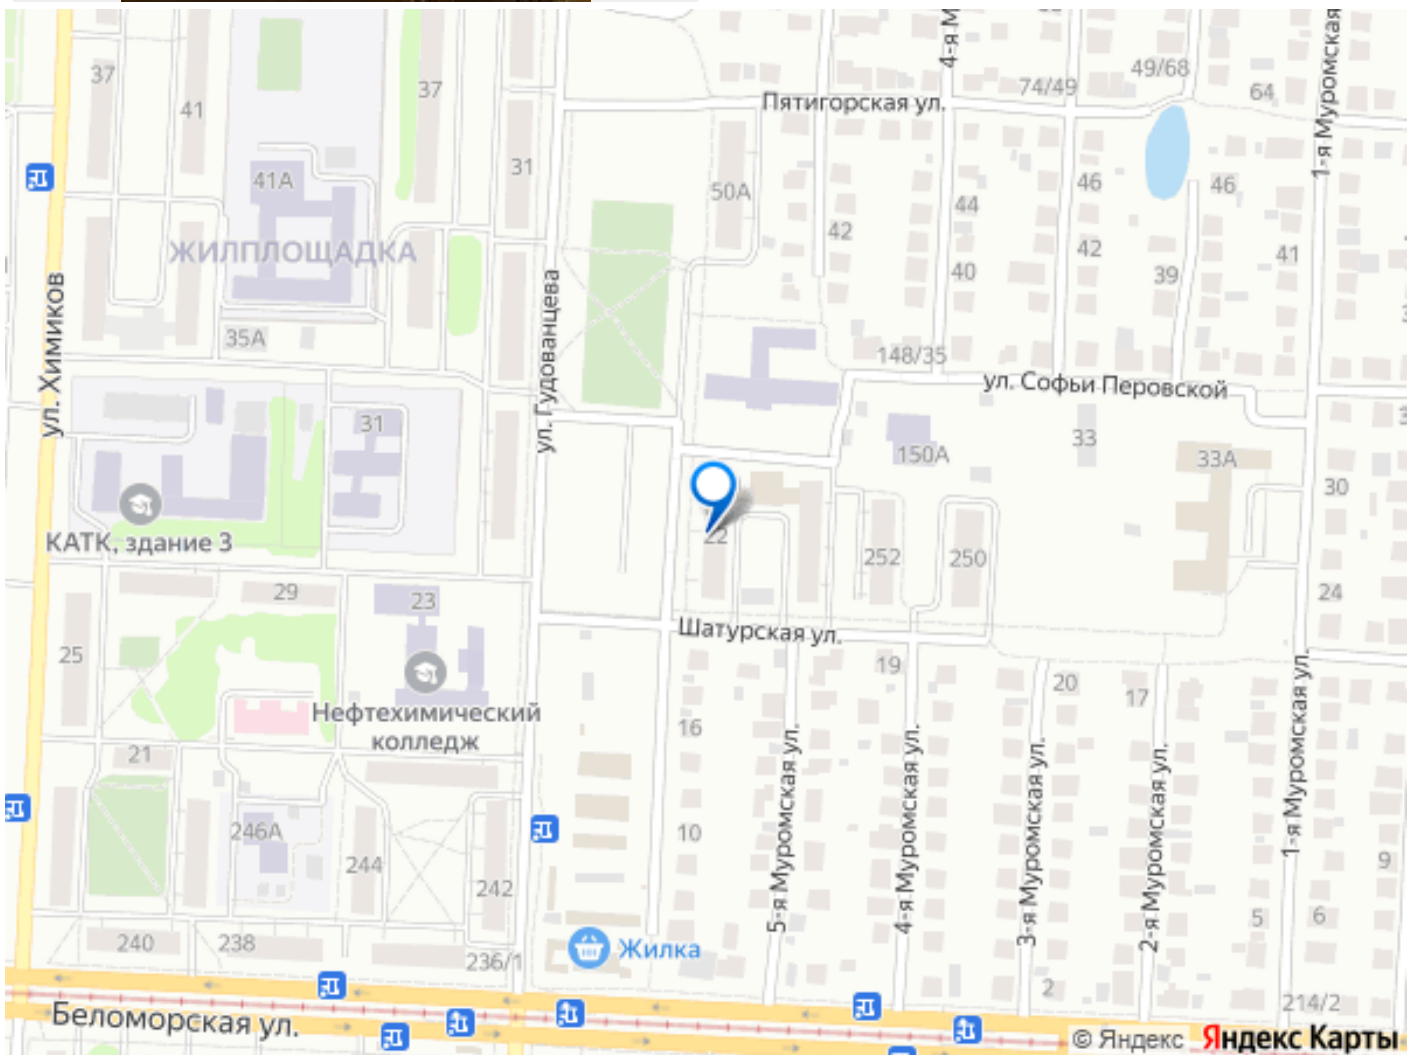 4-я М
1-я Муромская
37
41
37
31
74/49
49/68
64
Пятигорская ул.
41А
50А
46
46
44
42
42
41
ЖИЛПЛОЩАДКА
40
39
ул. Химиков
ул. Гудованцева
35А
148/35
ул. Софьи Перовской
31
33
150А
33А
30
КАТК, здание 3
22
252
250
29
23
24
Шатурская ул.
25
19
20
17
Нефтехимический
колледж
16
21
5-я Муромская ул.
4-я Муромская ул.
3-я Муромская ул.
2-я Муромская ул.
1-я Муромская ул.
246А
10
244
9
242
5
6
240
238
236/1
Жилка
2
214/2
Беломорская ул.
© Яндекс Яндекс Карты